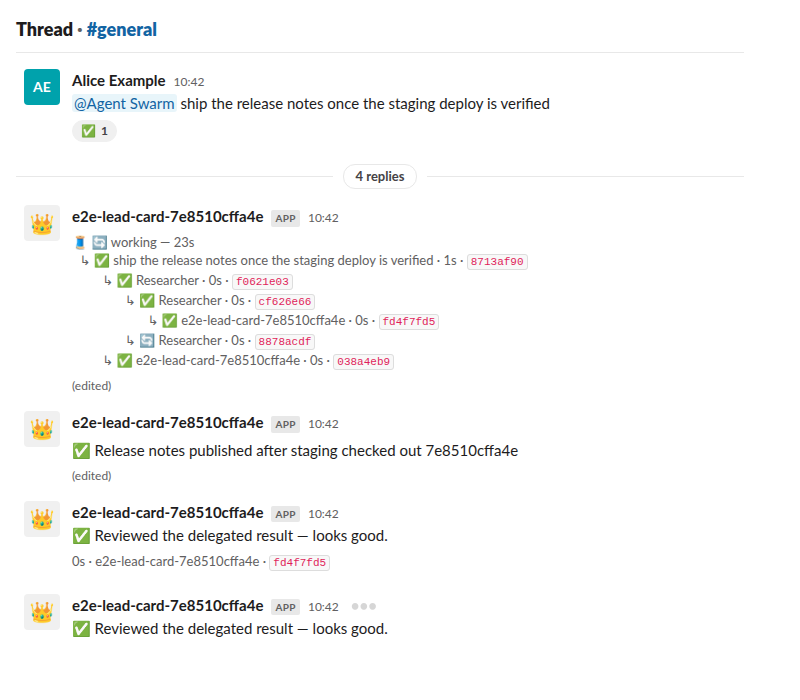 Thread • #general
AE
Alice Example 10:42
@Agent Swarm ship the release notes once the staging deploy is verified
✅ 1
4 replies
e2e-lead-card-7e8510cffa4e APP 10:42
🧵 🔄 working — 23s
↳ ✅ ship the release notes once the staging deploy is verified · 1s · 8713af90
↳ ✅ Researcher · 0s · f0621e03
↳ ✅ Researcher · 0s · cf626e66
↳ ✅ e2e-lead-card-7e8510cffa4e · 0s · fd4f7fd5
↳ 🔄 Researcher · 0s · 8878acdf
↳ ✅ e2e-lead-card-7e8510cffa4e · 0s · 038a4eb9
(edited)
e2e-lead-card-7e8510cffa4e APP 10:42
✅ Release notes published after staging checked out 7e8510cffa4e
(edited)
e2e-lead-card-7e8510cffa4e APP 10:42
✅ Reviewed the delegated result — looks good.
0s · e2e-lead-card-7e8510cffa4e · fd4f7fd5
e2e-lead-card-7e8510cffa4e APP 10:42
✅ Reviewed the delegated result — looks good.